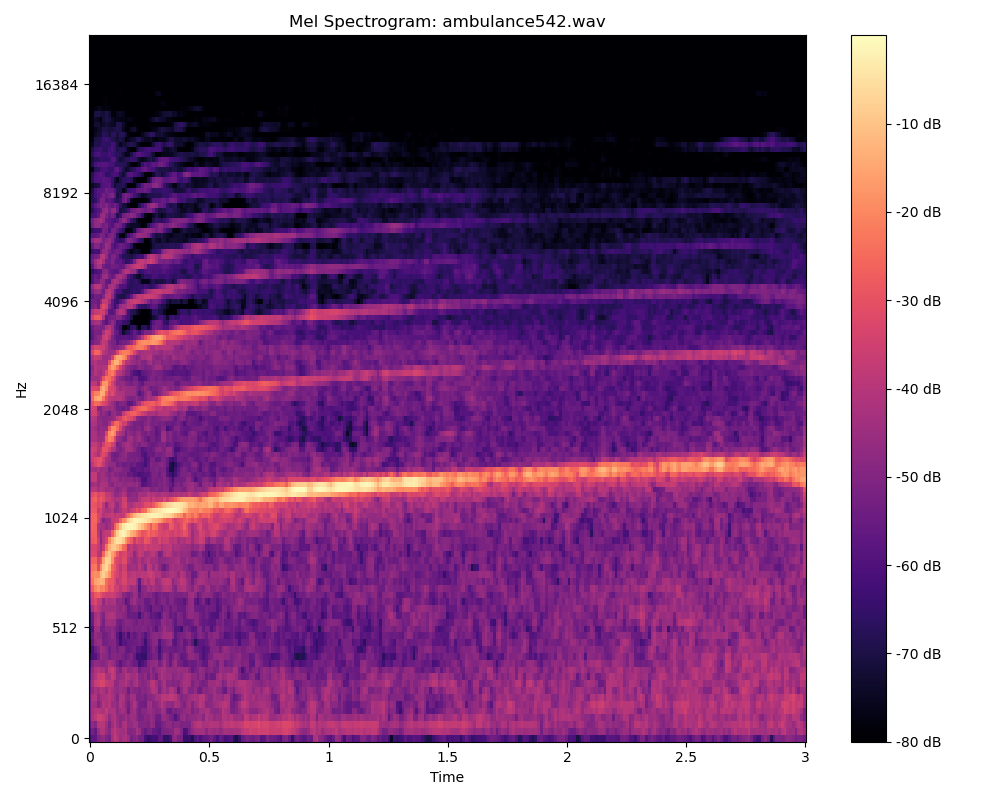 Mel Spectrogram: ambulance542.wav
16384
8192
4096
2048
1024
512
0
Hz
0
0.5
1
1.5
2
2.5
3
Time
-10 dB
-20 dB
-30 dB
-40 dB
-50 dB
-60 dB
-70 dB
-80 dB